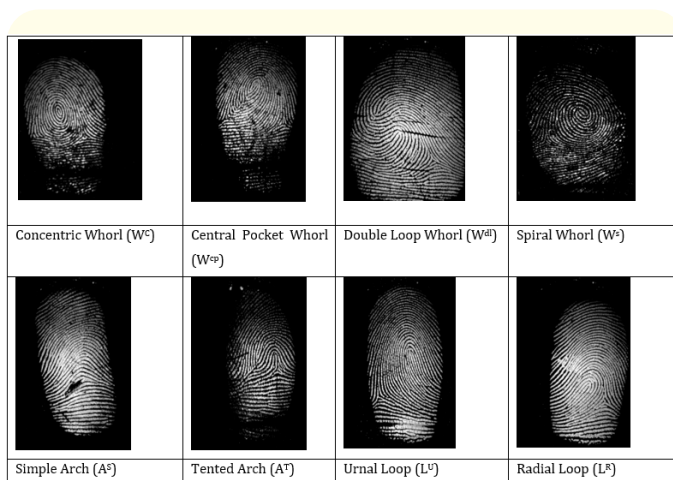 Concentric Whorl (Wᶜ)
Central Pocket Whorl
(Wᶜᵖ)
Double Loop Whorl (Wᵈˡ)
Spiral Whorl (Wˢ)
Simple Arch (Aˢ)
Tented Arch (Aᵀ)
Urnal Loop (Lᵁ)
Radial Loop (Lᴿ)